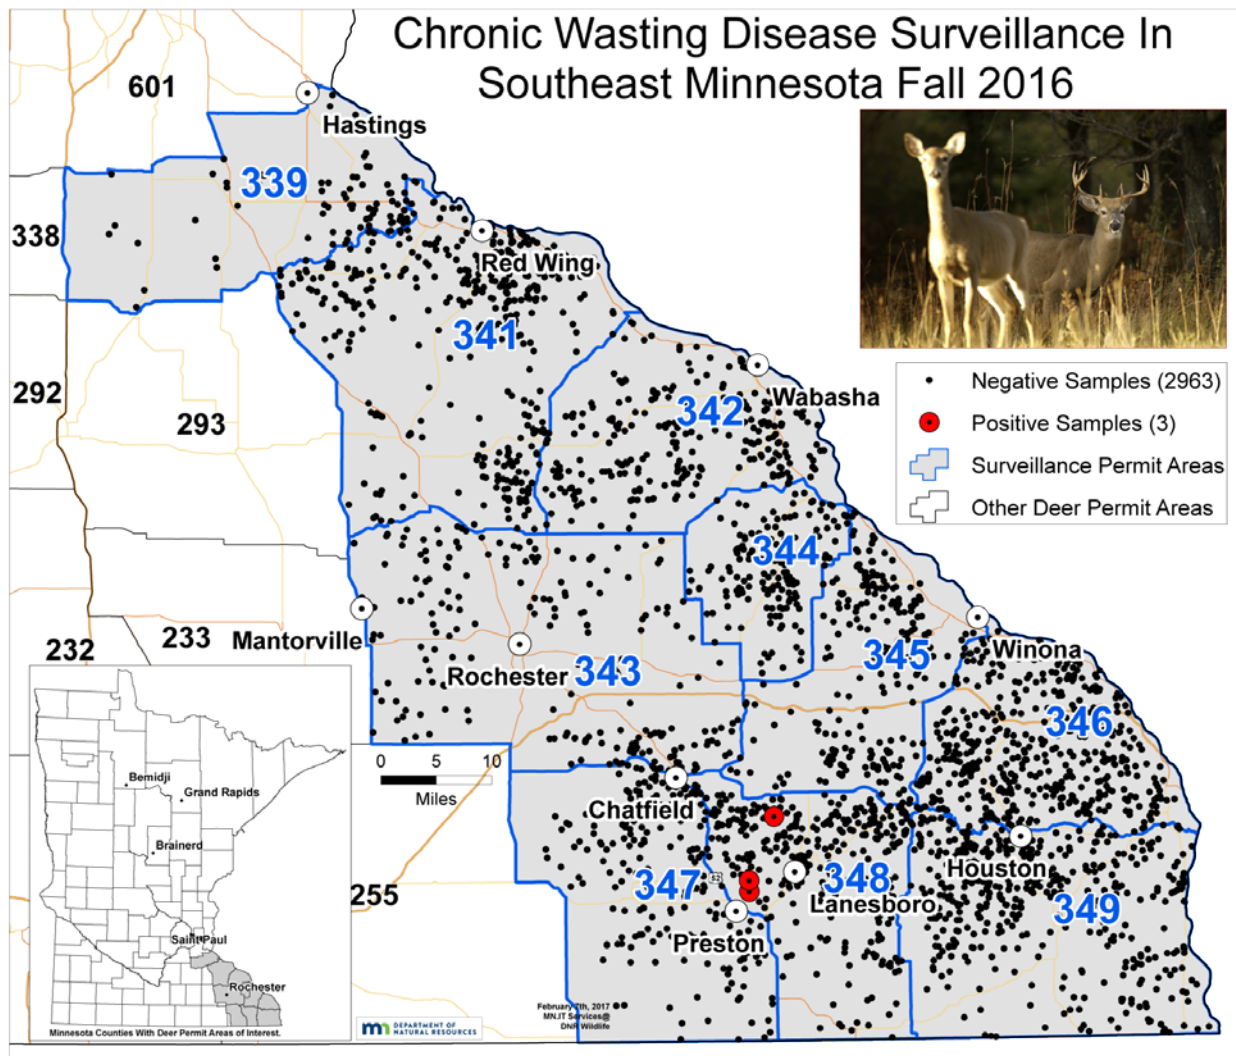 Chronic Wasting Disease Surveillance In
Southeast Minnesota Fall 2016
601
Hastings
339
338
Red Wing
341
292
293
342
Wabasha
Negative Samples (2963)
Positive Samples (3)
Surveillance Permit Areas
Other Deer Permit Areas
344
Mantorville
232
233
Rochester
343
345
Winona
346
0 5 10
Miles
Chatfield
347
52
348
Lanesboro
Houston
349
Preston
255
Bemidji
Grand Rapids
Brainerd
Saint Paul
Rochester
Minnesota Counties With Deer Permit Areas of Interest.
DEPARTMENT OF
NATURAL RESOURCES
February 7th, 2017
MN.IT Services@
DNR Wildlife